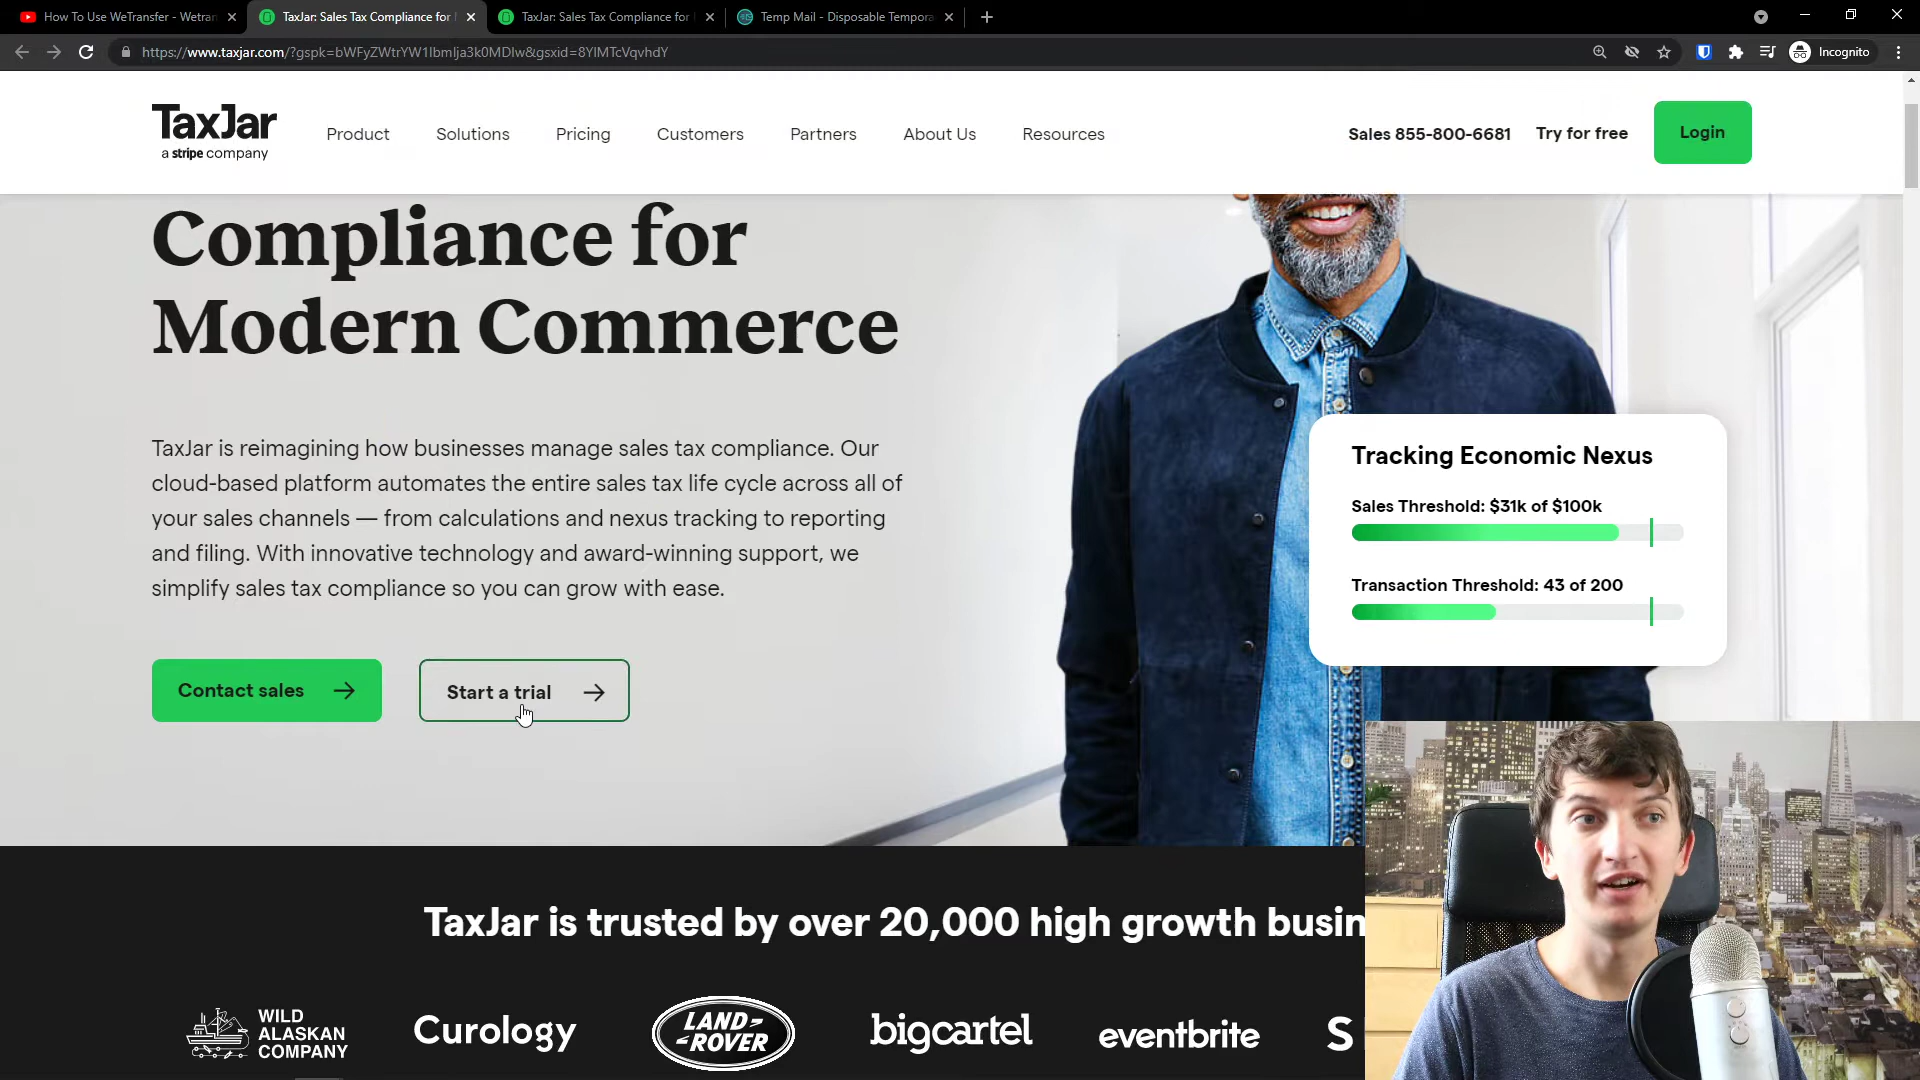 How To Use WeTransfer - Wetran
TaxJar: Sales Tax Compliance for
TaxJar: Sales Tax Compliance for
Temp Mail - Disposable Tempora
https://www.taxjar.com/?gspk=bWFyZWtrYW1lbmlja3k0MDIw&gsxid=8YIMTcVqvhdY
Incognito
TaxJar
a stripe company
Product
Solutions
Pricing
Customers
Partners
About Us
Resources
Sales 855-800-6681
Try for free
Login
Compliance for
Modern Commerce
TaxJar is reimagining how businesses manage sales tax compliance. Our
cloud-based platform automates the entire sales tax life cycle across all of
your sales channels — from calculations and nexus tracking to reporting
and filing. With innovative technology and award-winning support, we
simplify sales tax compliance so you can grow with ease.
Contact sales
Start a trial
Tracking Economic Nexus
Sales Threshold: $31k of $100k
Transaction Threshold: 43 of 200
TaxJar is trusted by over 20,000 high growth busin
WILD
ALASKAN
COMPANY
Curology
LAND-
-ROVER
bigcartel
eventbrite
S